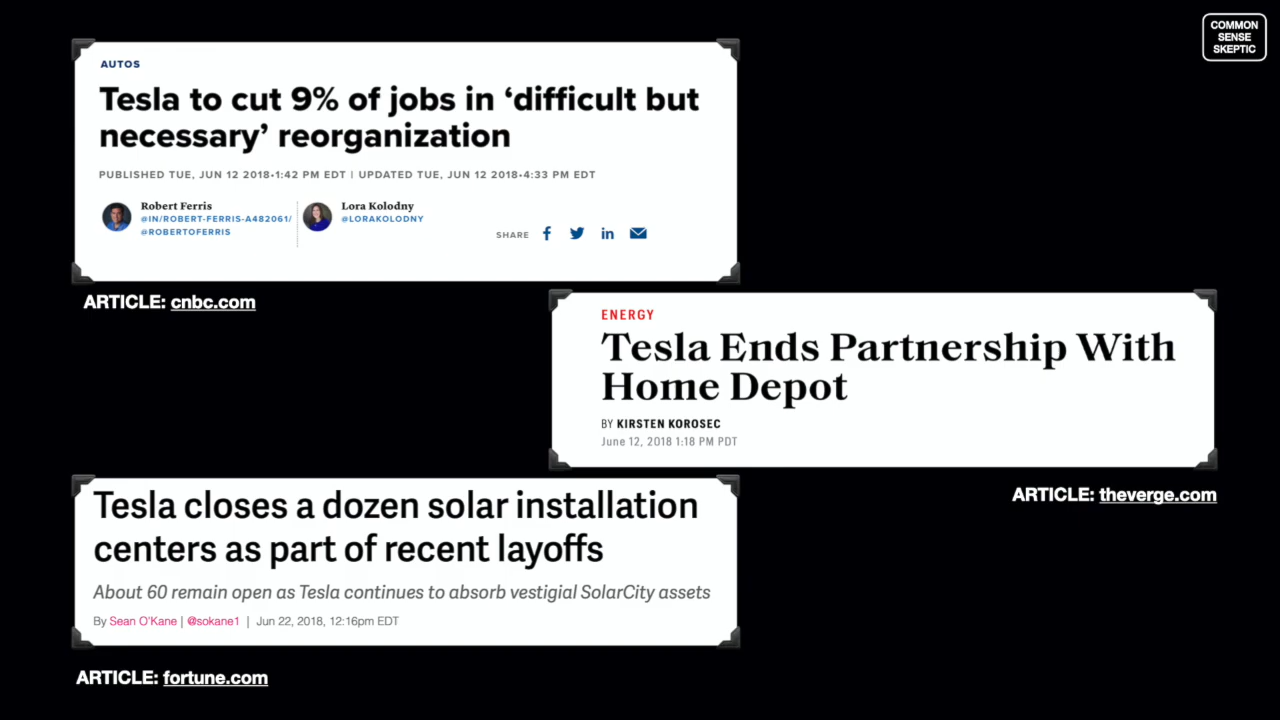 COMMON
SENSE
SKEPTIC
AUTOS
Tesla to cut 9% of jobs in ‘difficult but
necessary’ reorganization
PUBLISHED TUE, JUN 12 2018•1:42 PM EDT | UPDATED TUE, JUN 12 2018•4:33 PM EDT
Robert Ferris
@IN/ROBERT-FERRIS-A482061/
@ROBERTOFERRIS
Lora Kolodny
@LORAKOLODNY
SHARE
ARTICLE: cnbc.com
ENERGY
Tesla Ends Partnership With
Home Depot
BY KIRSTEN KOROSEC
June 12, 2018 1:18 PM PDT
ARTICLE: theverge.com
Tesla closes a dozen solar installation
centers as part of recent layoffs
About 60 remain open as Tesla continues to absorb vestigial SolarCity assets
By Sean O'Kane | @sokane1 | Jun 22, 2018, 12:16pm EDT
ARTICLE: fortune.com